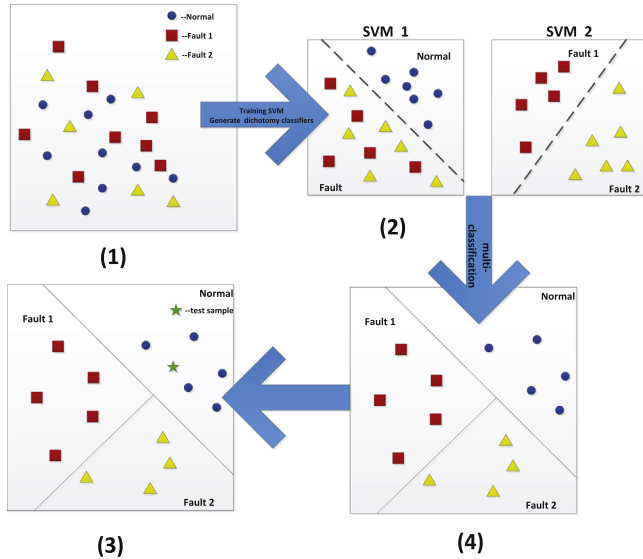 --Normal
--Fault 1
--Fault 2
(1)
Training SVM
Generate dichotomy classifiers
SVM 1
Normal
Fault
(2)
SVM 2
Fault 1
Fault 2
multi-
classification
Normal
Fault 1
Fault 2
(4)
Normal
--test sample
Fault 1
Fault 2
(3)